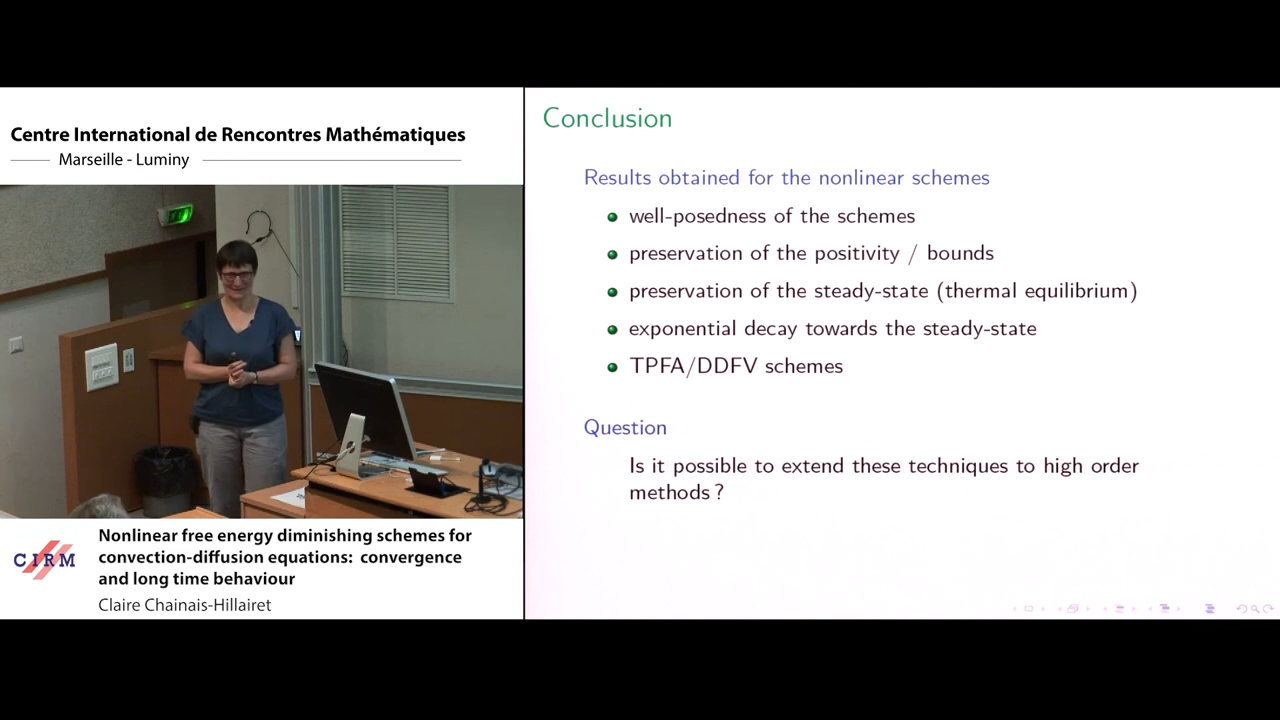 Centre International de Rencontres Mathématiques
Marseille - Luminy
CIRM
Nonlinear free energy diminishing schemes for
convection-diffusion equations: convergence
and long time behaviour
Claire Chainais-Hillairet
Conclusion
Results obtained for the nonlinear schemes
well-posedness of the schemes
preservation of the positivity / bounds
preservation of the steady-state (thermal equilibrium)
exponential decay towards the steady-state
TPFA/DDFV schemes
Question
Is it possible to extend these techniques to high order
methods ?